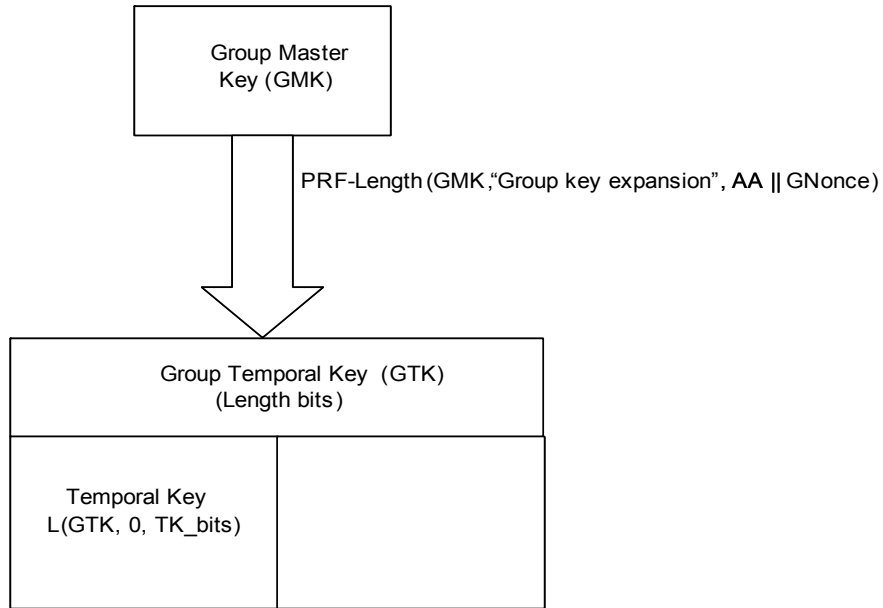 Group Master
Key (GMK)
PRF-Length (GMK,“Group key expansion”, AA || GNonce)
Group Temporal Key (GTK)
(Length bits)
Temporal Key
L(GTK, 0, TK_bits)